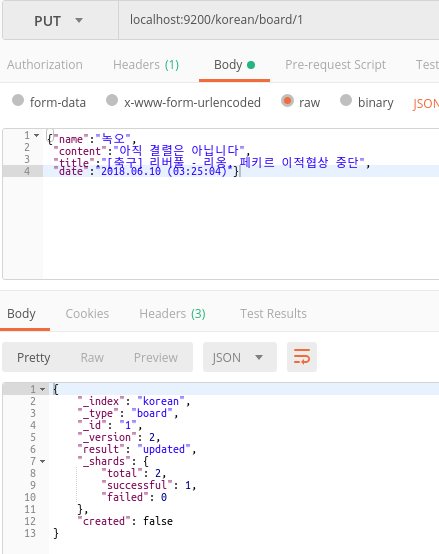 PUT localhost:9200/korean/board/1
Authorization Headers (1) Body Pre-request Script Test
form-data x-www-form-urlencoded raw binary JSON
1 {"name":"녹오",
2 "content":"아직 결렬은 아닙니다",
3 "title":"[축구] 리버풀 - 리옹, 페키르 이적협상 중단",
4 "date":"2018.06.10 (03:25:04)"}
Body Cookies Headers (3) Test Results
Pretty Raw Preview JSON
1 {
2 "_index": "korean",
3 "_type": "board",
4 "_id": "1",
5 "_version": 2,
6 "result": "updated",
7 "_shards": {
8 "total": 2,
9 "successful": 1,
10 "failed": 0
11 },
12 "created": false
13 }